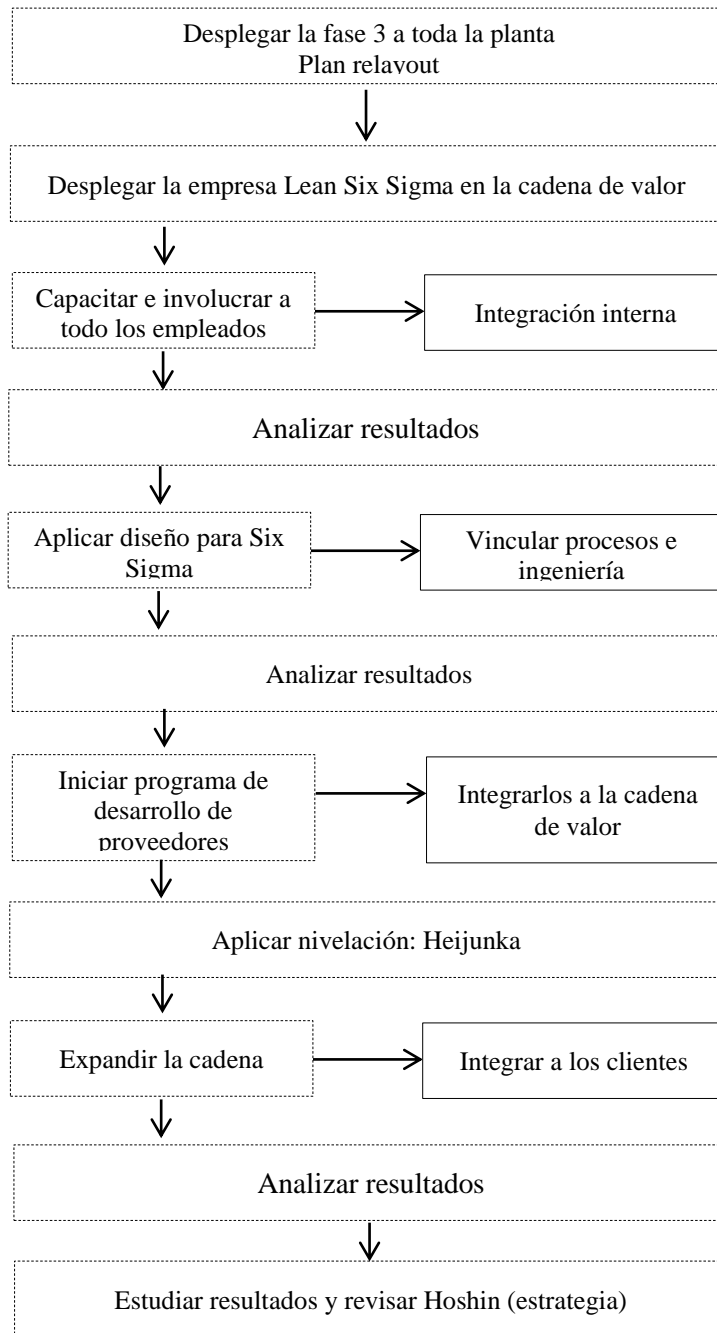 Desplegar la fase 3 a toda la planta
Plan relavout
Desplegar la empresa Lean Six Sigma en la cadena de valor
Capacitar e involucrar a
todo los empleados
Integración interna
Analizar resultados
Aplicar diseño para Six
Sigma
Vincular procesos e
ingeniería
Analizar resultados
Iniciar programa de
desarrollo de
proveedores
Integrarlos a la cadena
de valor
Aplicar nivelación: Heijunka
Expandir la cadena
Integrar a los clientes
Analizar resultados
Estudiar resultados y revisar Hoshin (estrategia)